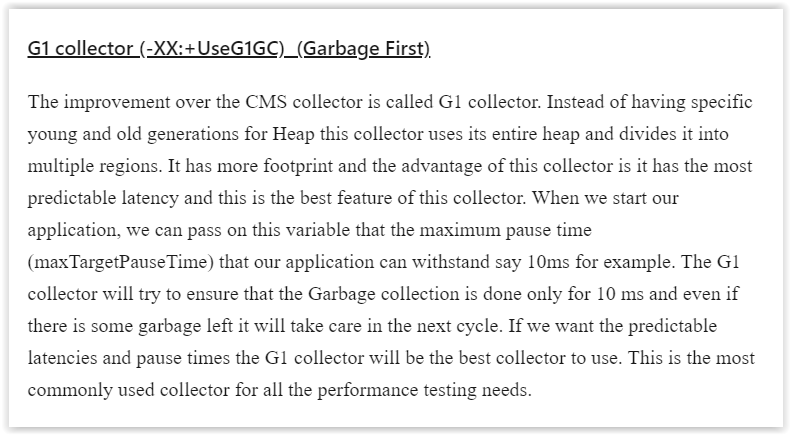 G1 collector (-XX:+UseG1GC)  (Garbage First)
The improvement over the CMS collector is called G1 collector. Instead of having specific
young and old generations for Heap this collector uses its entire heap and divides it into
multiple regions. It has more footprint and the advantage of this collector is it has the most
predictable latency and this is the best feature of this collector. When we start our
application, we can pass on this variable that the maximum pause time
(maxTargetPauseTime) that our application can withstand say 10ms for example. The G1
collector will try to ensure that the Garbage collection is done only for 10 ms and even if
there is some garbage left it will take care in the next cycle. If we want the predictable
latencies and pause times the G1 collector will be the best collector to use. This is the most
commonly used collector for all the performance testing needs.